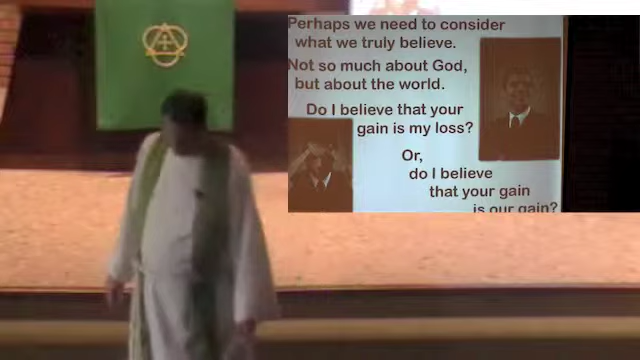 Perhaps we need to consider
what we truly believe.
Not so much about God,
but about the world.
Do I believe that your
gain is my loss?
Or,
do I believe
that your gain
is our gain?